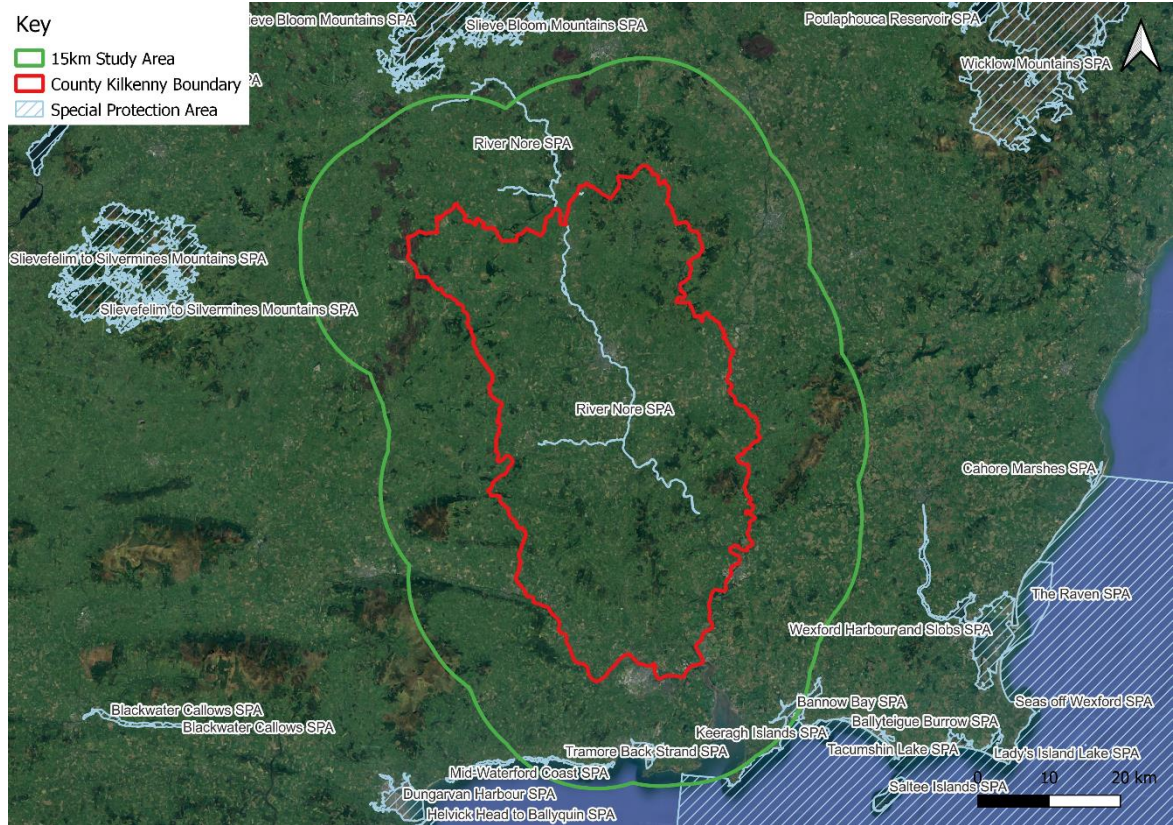 Key
15km Study Area
County Kilkenny Boundary
Special Protection Area
lieve Bloom Mountains SPA
Slieve Bloom Mountains SPA
Poulaphouca Reservoir SPA
Wicklow Mountains SPA
River Nore SPA
Slievefelim to Silvermines Mountains SPA
Slievefelim to Silvermines Mountains SPA
River Nore SPA
Cahore Marshes SPA
The Raven SPA
Wexford Harbour and Slobs SPA
Blackwater Callows SPA
Blackwater Callows SPA
Bannow Bay SPA
Seas off Wexford SPA
Keeragh Islands SPA
Ballyteigue Burrow SPA
Tramore Back Strand SPA
Tacumshin Lake SPA
Lady's Island Lake SPA
Mid-Waterford Coast SPA
Dungarvan Harbour SPA
Saltee Islands SPA
Helvick Head to Ballyquin SPA
0 10 20 km